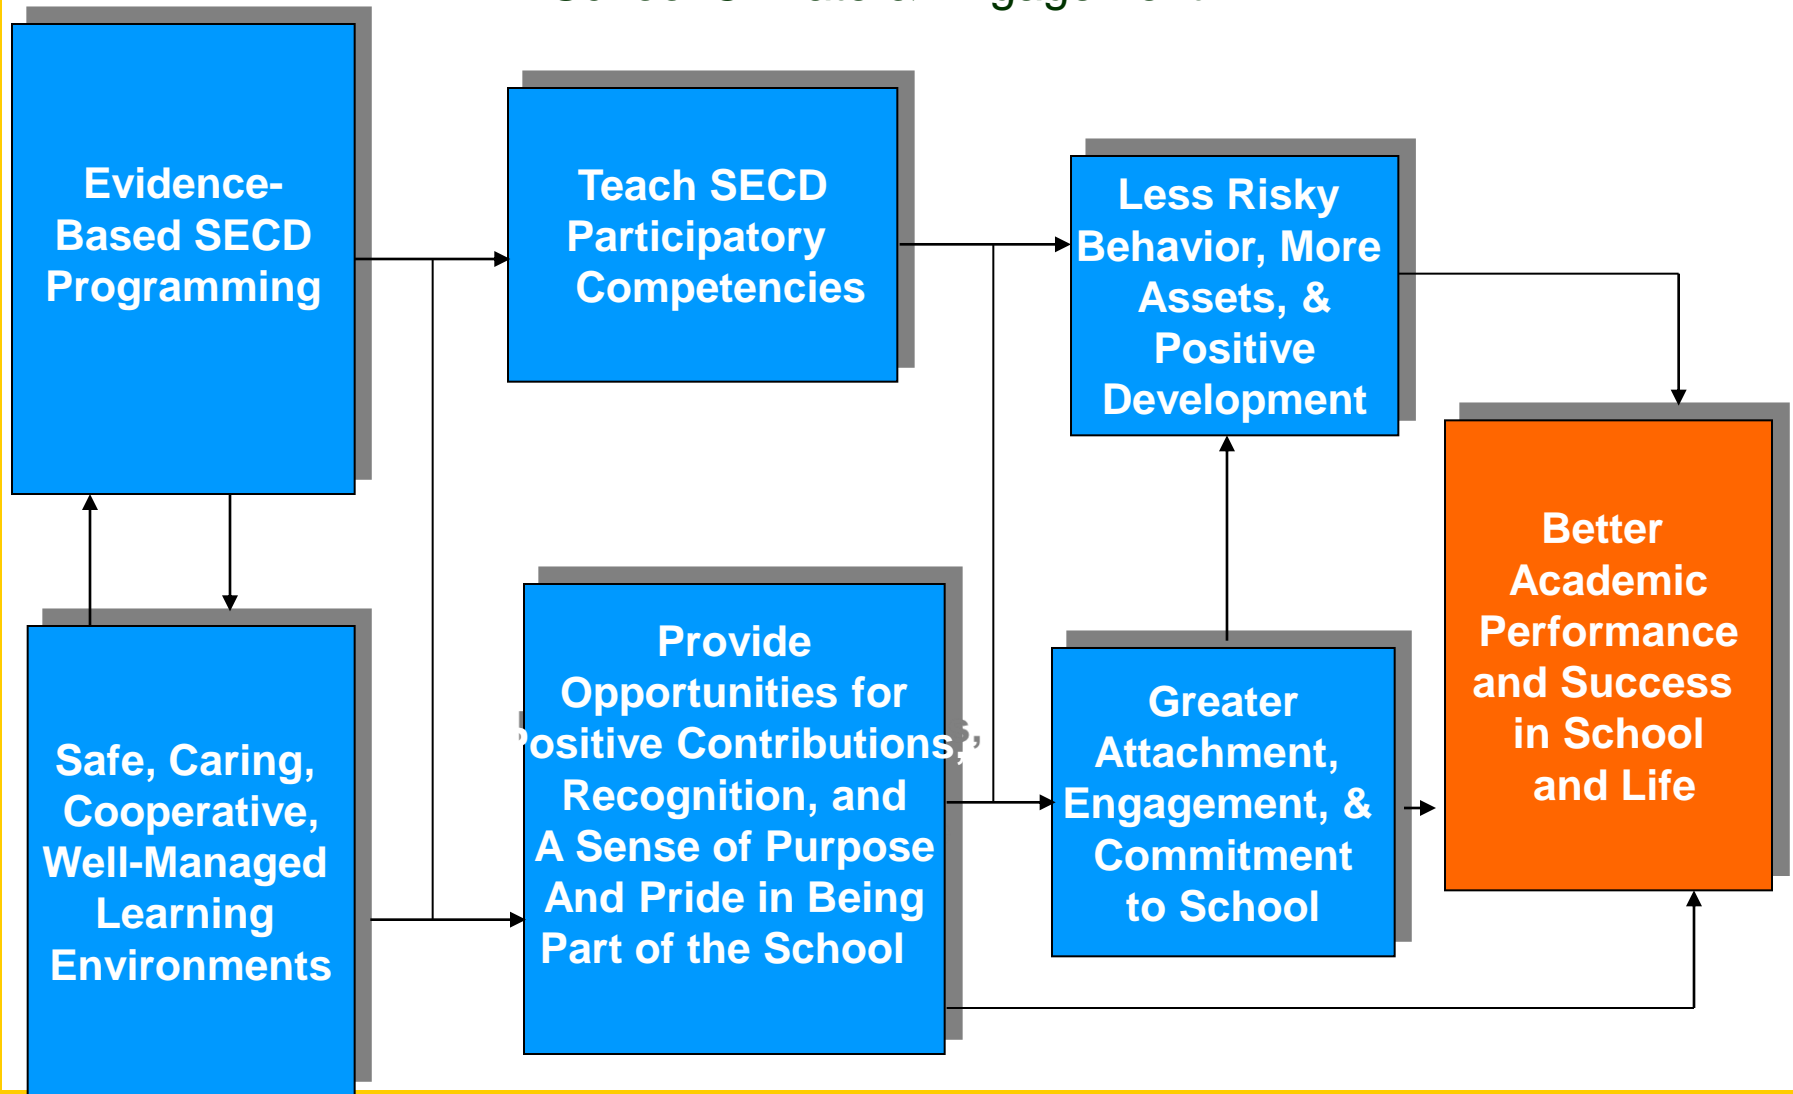 Evidence-
Based SECD
Programming
Teach SECD
Participatory
Competencies
Less Risky
Behavior, More
Assets, &
Positive
Development
Safe, Caring,
Cooperative,
Well-Managed
Learning
Environments
Provide
Opportunities for
Positive Contributions,
Recognition, and
A Sense of Purpose
And Pride in Being
Part of the School
Greater
Attachment,
Engagement, &
Commitment
to School
Better
Academic
Performance
and Success
in School
and Life